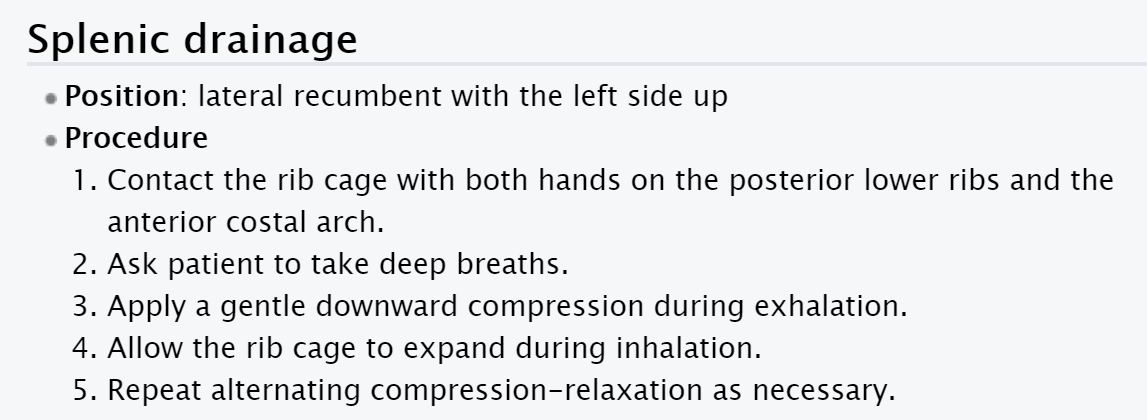 Splenic drainage
Position: lateral recumbent with the left side up
Procedure
1. Contact the rib cage with both hands on the posterior lower ribs and the
anterior costal arch.
2. Ask patient to take deep breaths.
3. Apply a gentle downward compression during exhalation.
4. Allow the rib cage to expand during inhalation.
5. Repeat alternating compression–relaxation as necessary.